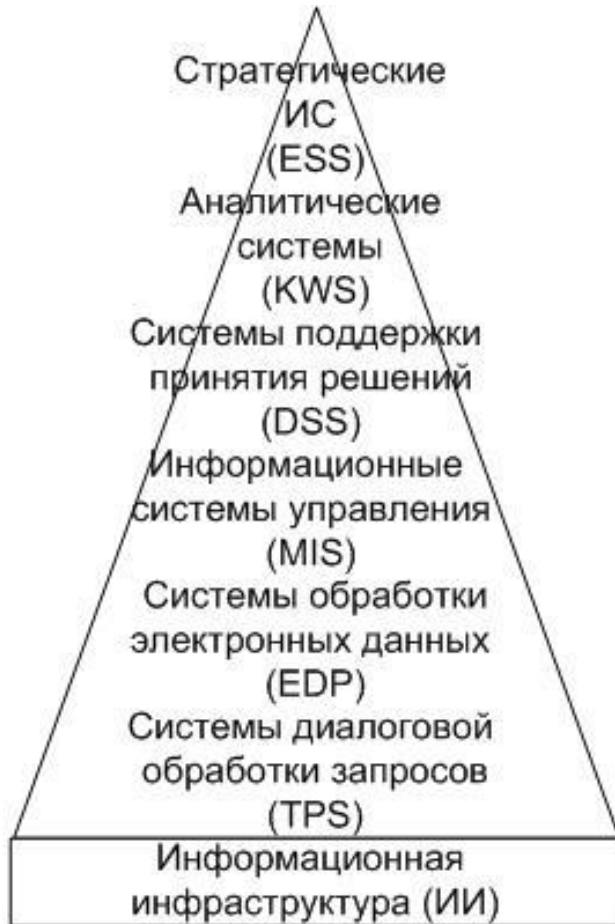 Стратегические
ИС
(ESS)
Аналитические
системы
(KWS)
Системы поддержки
принятия решений
(DSS)
Информационные
системы управления
(MIS)
Системы обработки
электронных данных
(EDP)
Системы диалоговой
обработки запросов
(TPS)
Информационная
инфраструктура (ИИ)